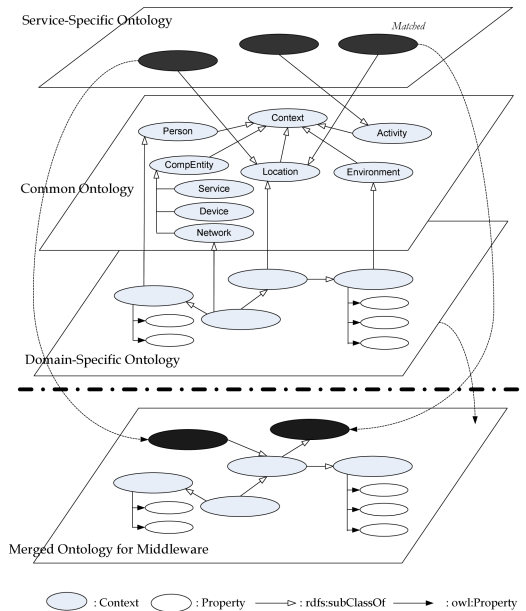 Service-Specific Ontology
Matched
Context
Person
Activity
CompEntity
Location
Environment
Common Ontology
Service
Device
Network
Domain-Specific Ontology
Merged Ontology for Middleware
: Context
: Property
: rdfs:subClassOf
: owl:Property